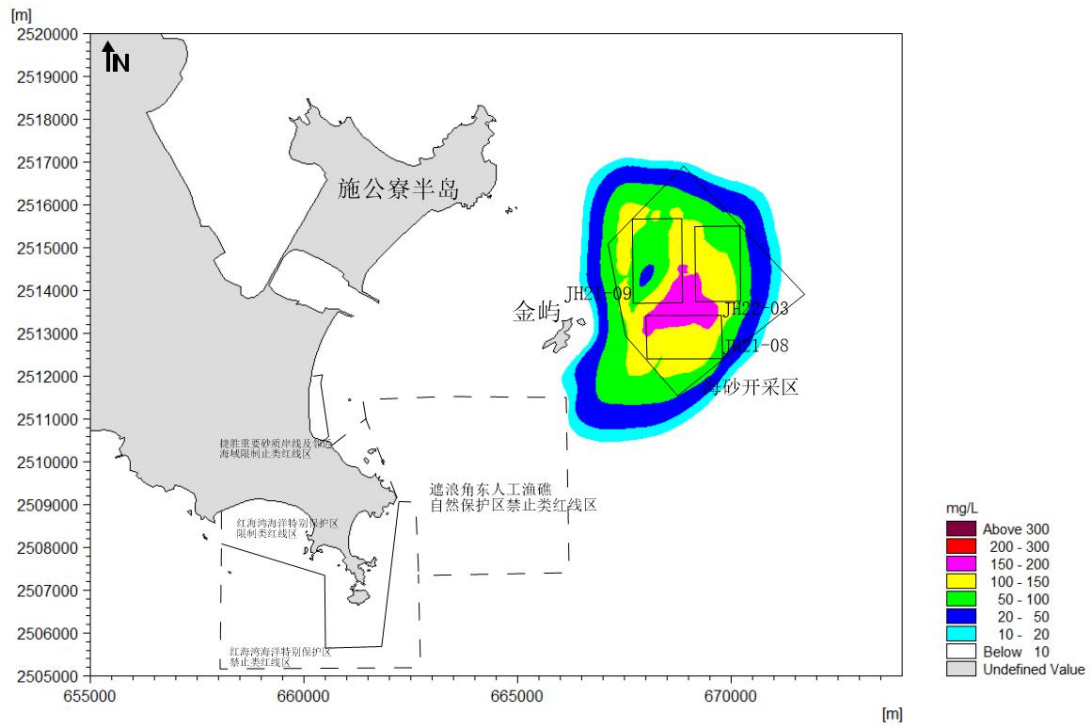 [m]
2520000
2519000
2518000
2517000
2516000
2515000
2514000
2513000
2512000
2511000
2510000
2509000
2508000
2507000
2506000
2505000
N
施公寮半岛
金屿
JH21-09
JH22-03
JH21-08
海砂开采区
捷胜重要砂质岸线及邻近
海域限制止类红线区
遮浪角东人工渔礁
自然保护区禁止类红线区
红海湾海洋特别保护区
限制类红线区
红海湾海洋特别保护区
禁止类红线区
655000
660000
665000
670000
[m]
mg/L
Above 300
200 - 300
150 - 200
100 - 150
50 - 100
20 - 50
10 - 20
Below 10
Undefined Value